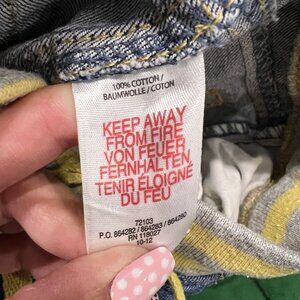 100% COTTON /
BAUMWOLLE / COTON
KEEP AWAY
FROM FIRE
VON FEUER
FERNHALTEN
TENIR ÉLOIGNÉ
DU FEU
72103
P.O. 864282 / 864283 / 864280
RN 118027
10-12